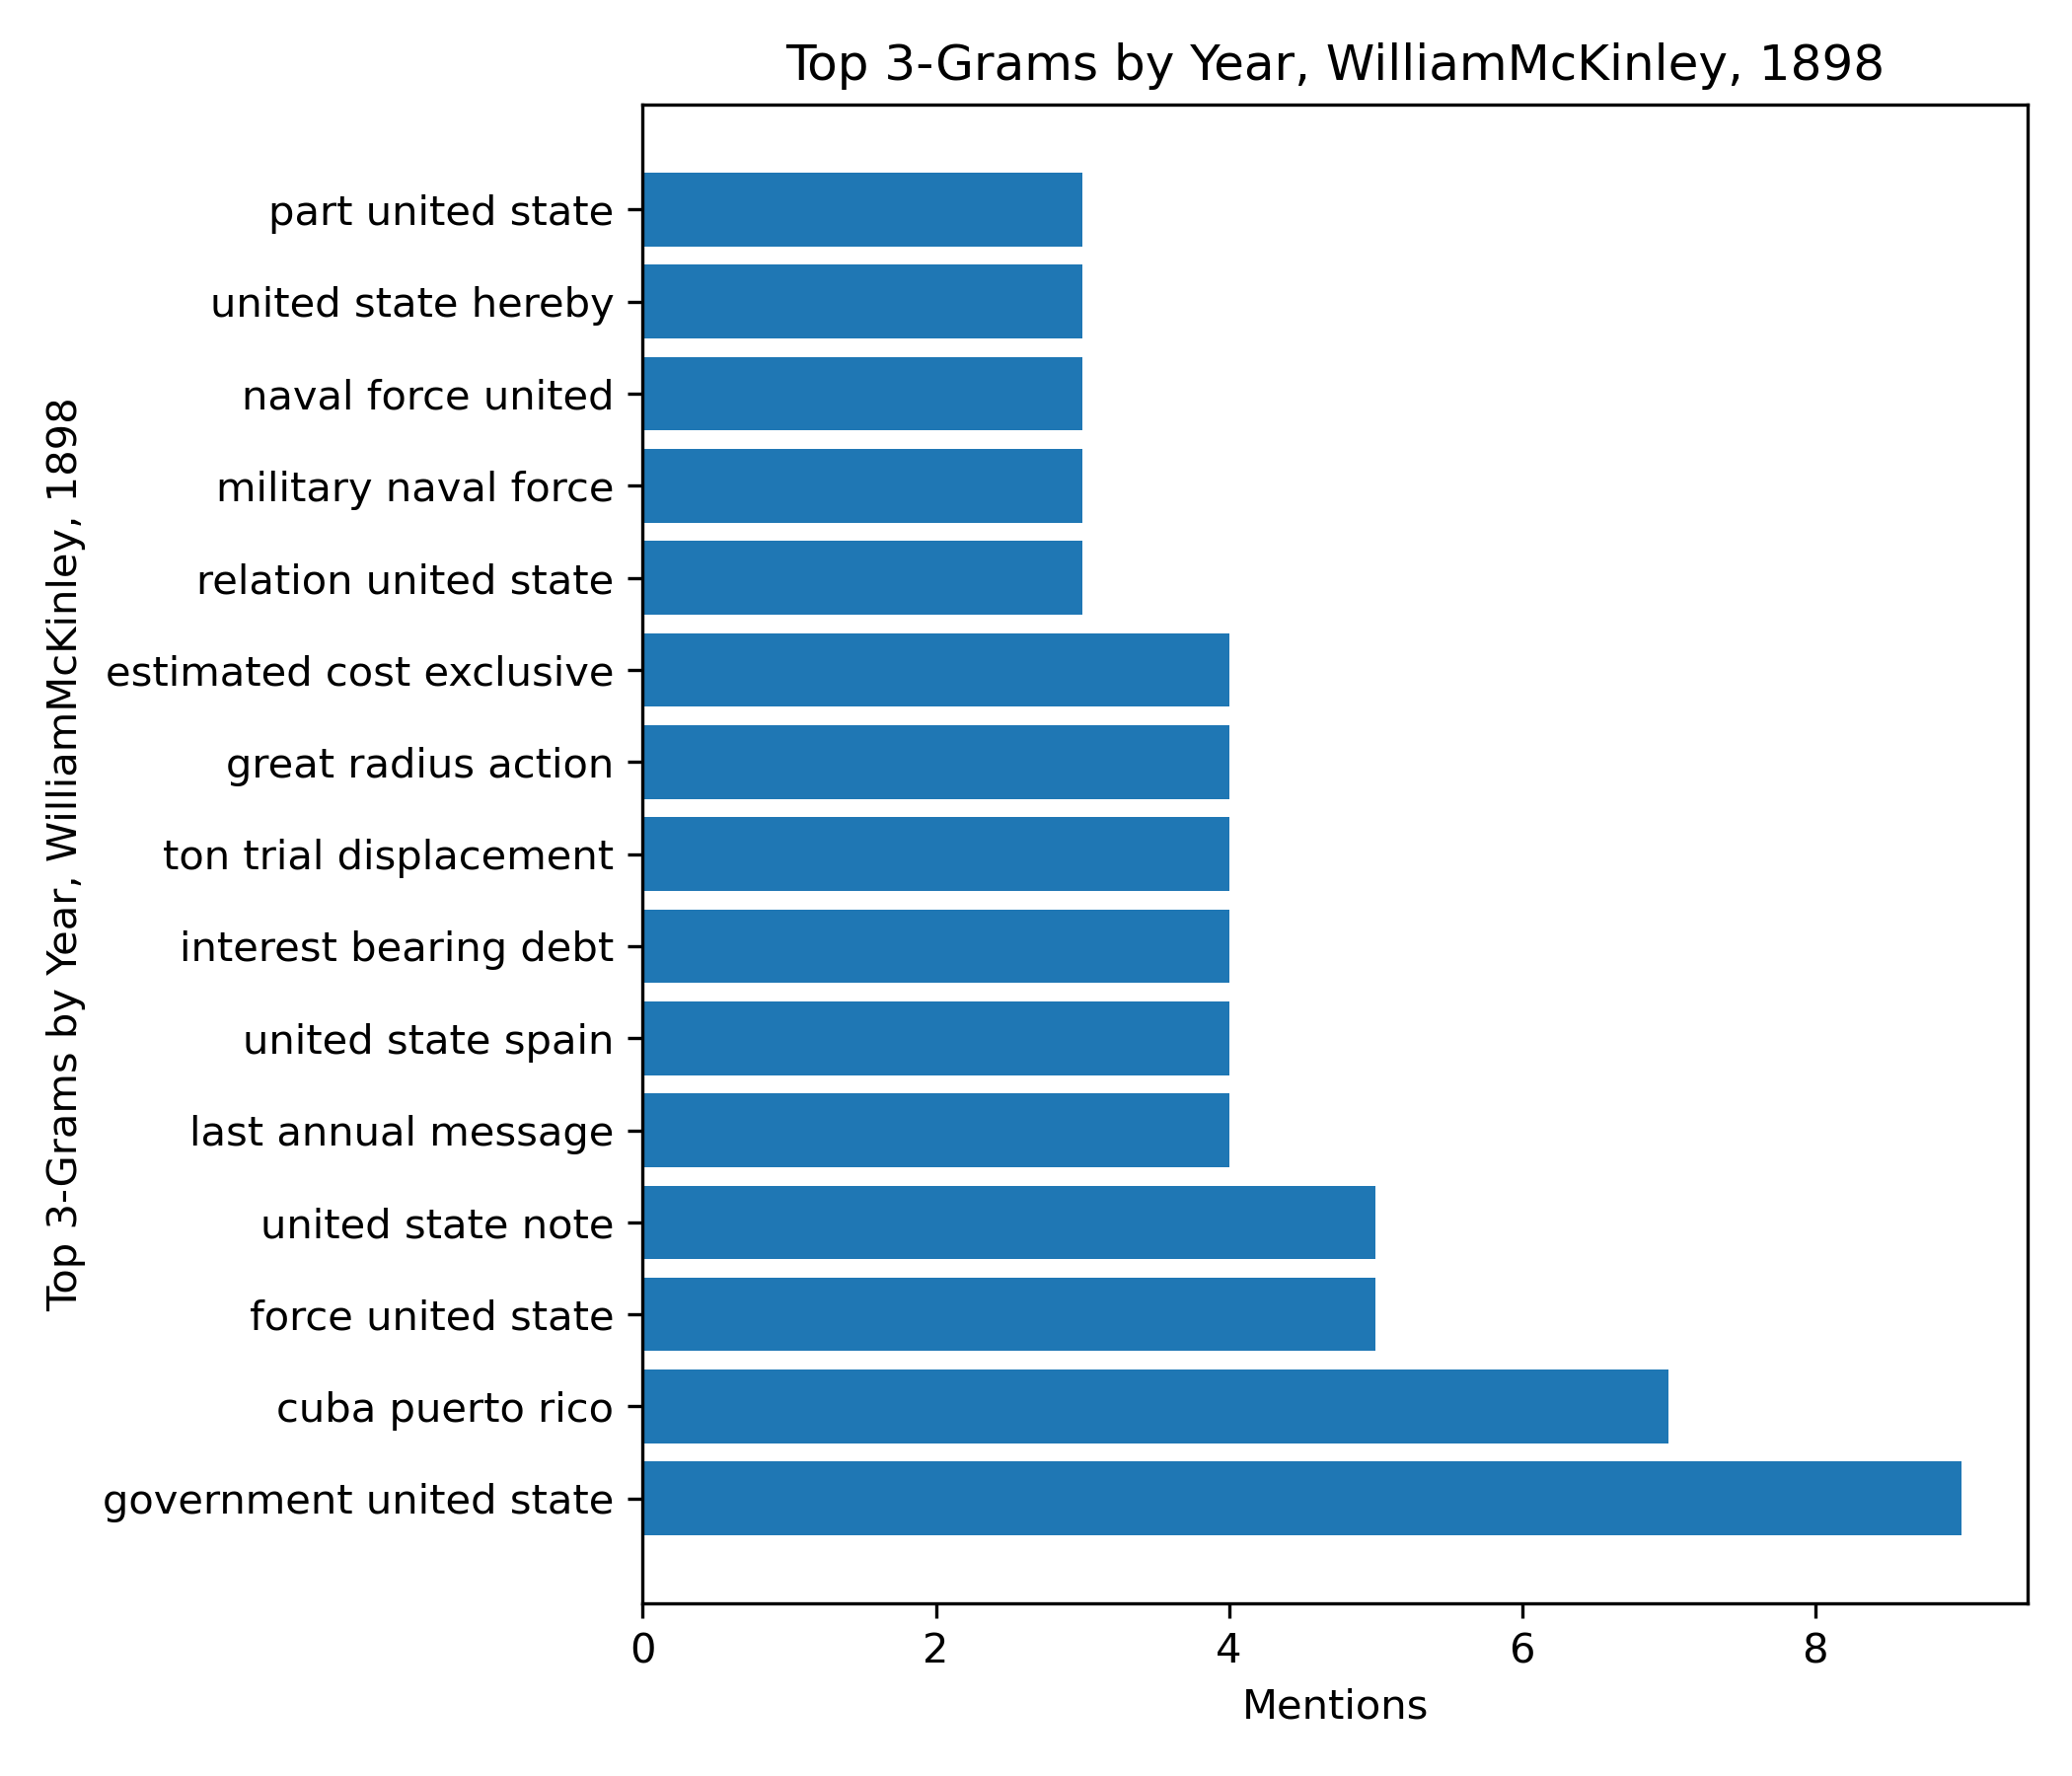 Top 3-Grams by Year, WilliamMcKinley, 1898
Top 3-Grams by Year, WilliamMcKinley, 1898
part united state
united state hereby
naval force united
military naval force
relation united state
estimated cost exclusive
great radius action
ton trial displacement
interest bearing debt
united state spain
last annual message
united state note
force united state
cuba puerto rico
government united state
0 2 4 6 8
Mentions